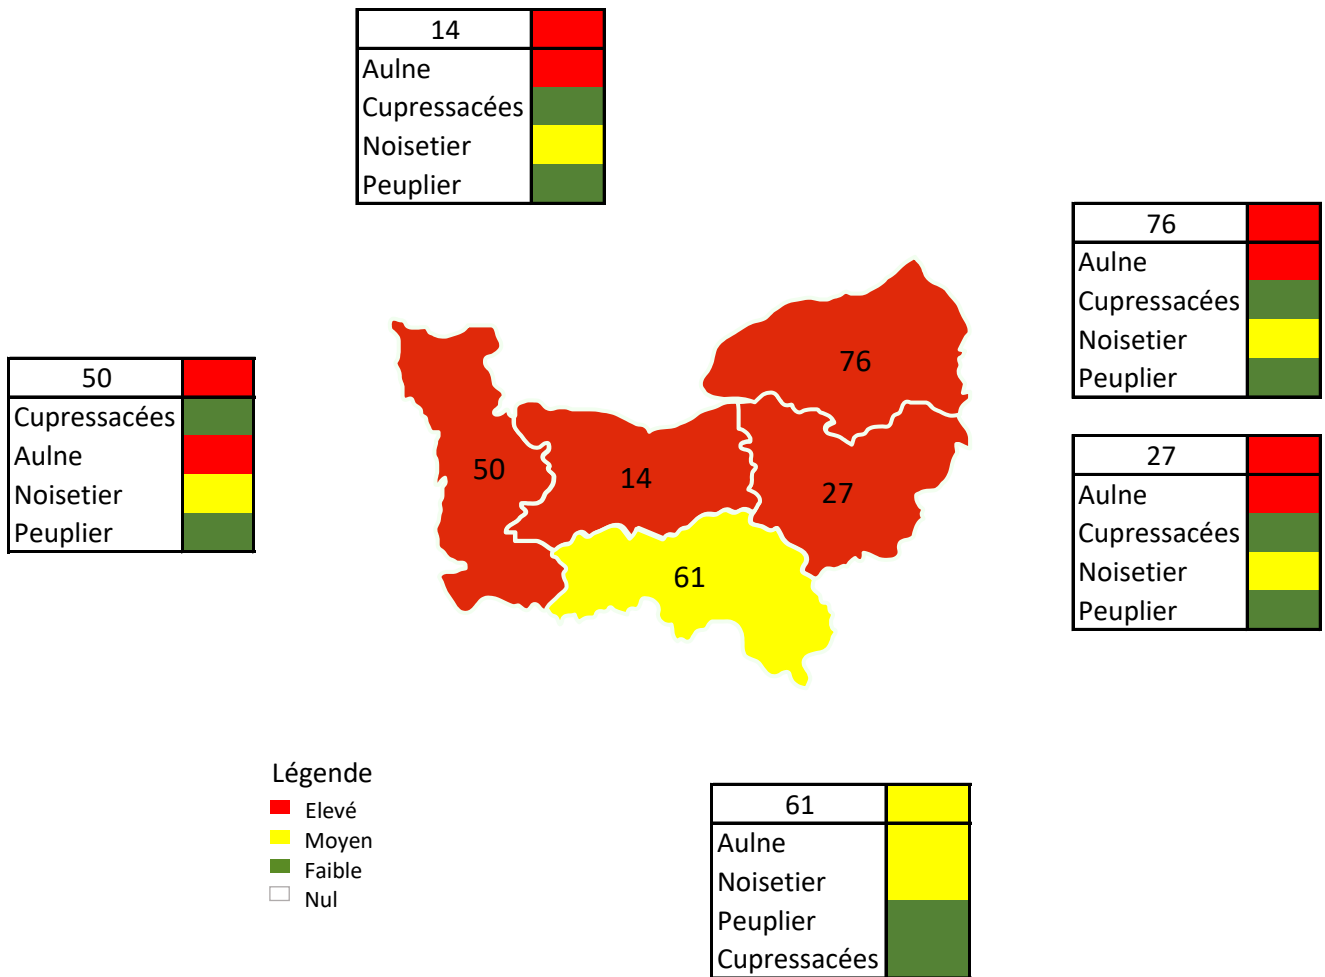 14
Aulne
Cupressacées
Noisetier
Peuplier
76
Aulne
Cupressacées
Noisetier
Peuplier
50
Cupressacées
Aulne
Noisetier
Peuplier
27
Aulne
Cupressacées
Noisetier
Peuplier
76
50
14
27
61
Légende
Elevé
Moyen
Faible
Nul
61
Aulne
Noisetier
Peuplier
Cupressacées